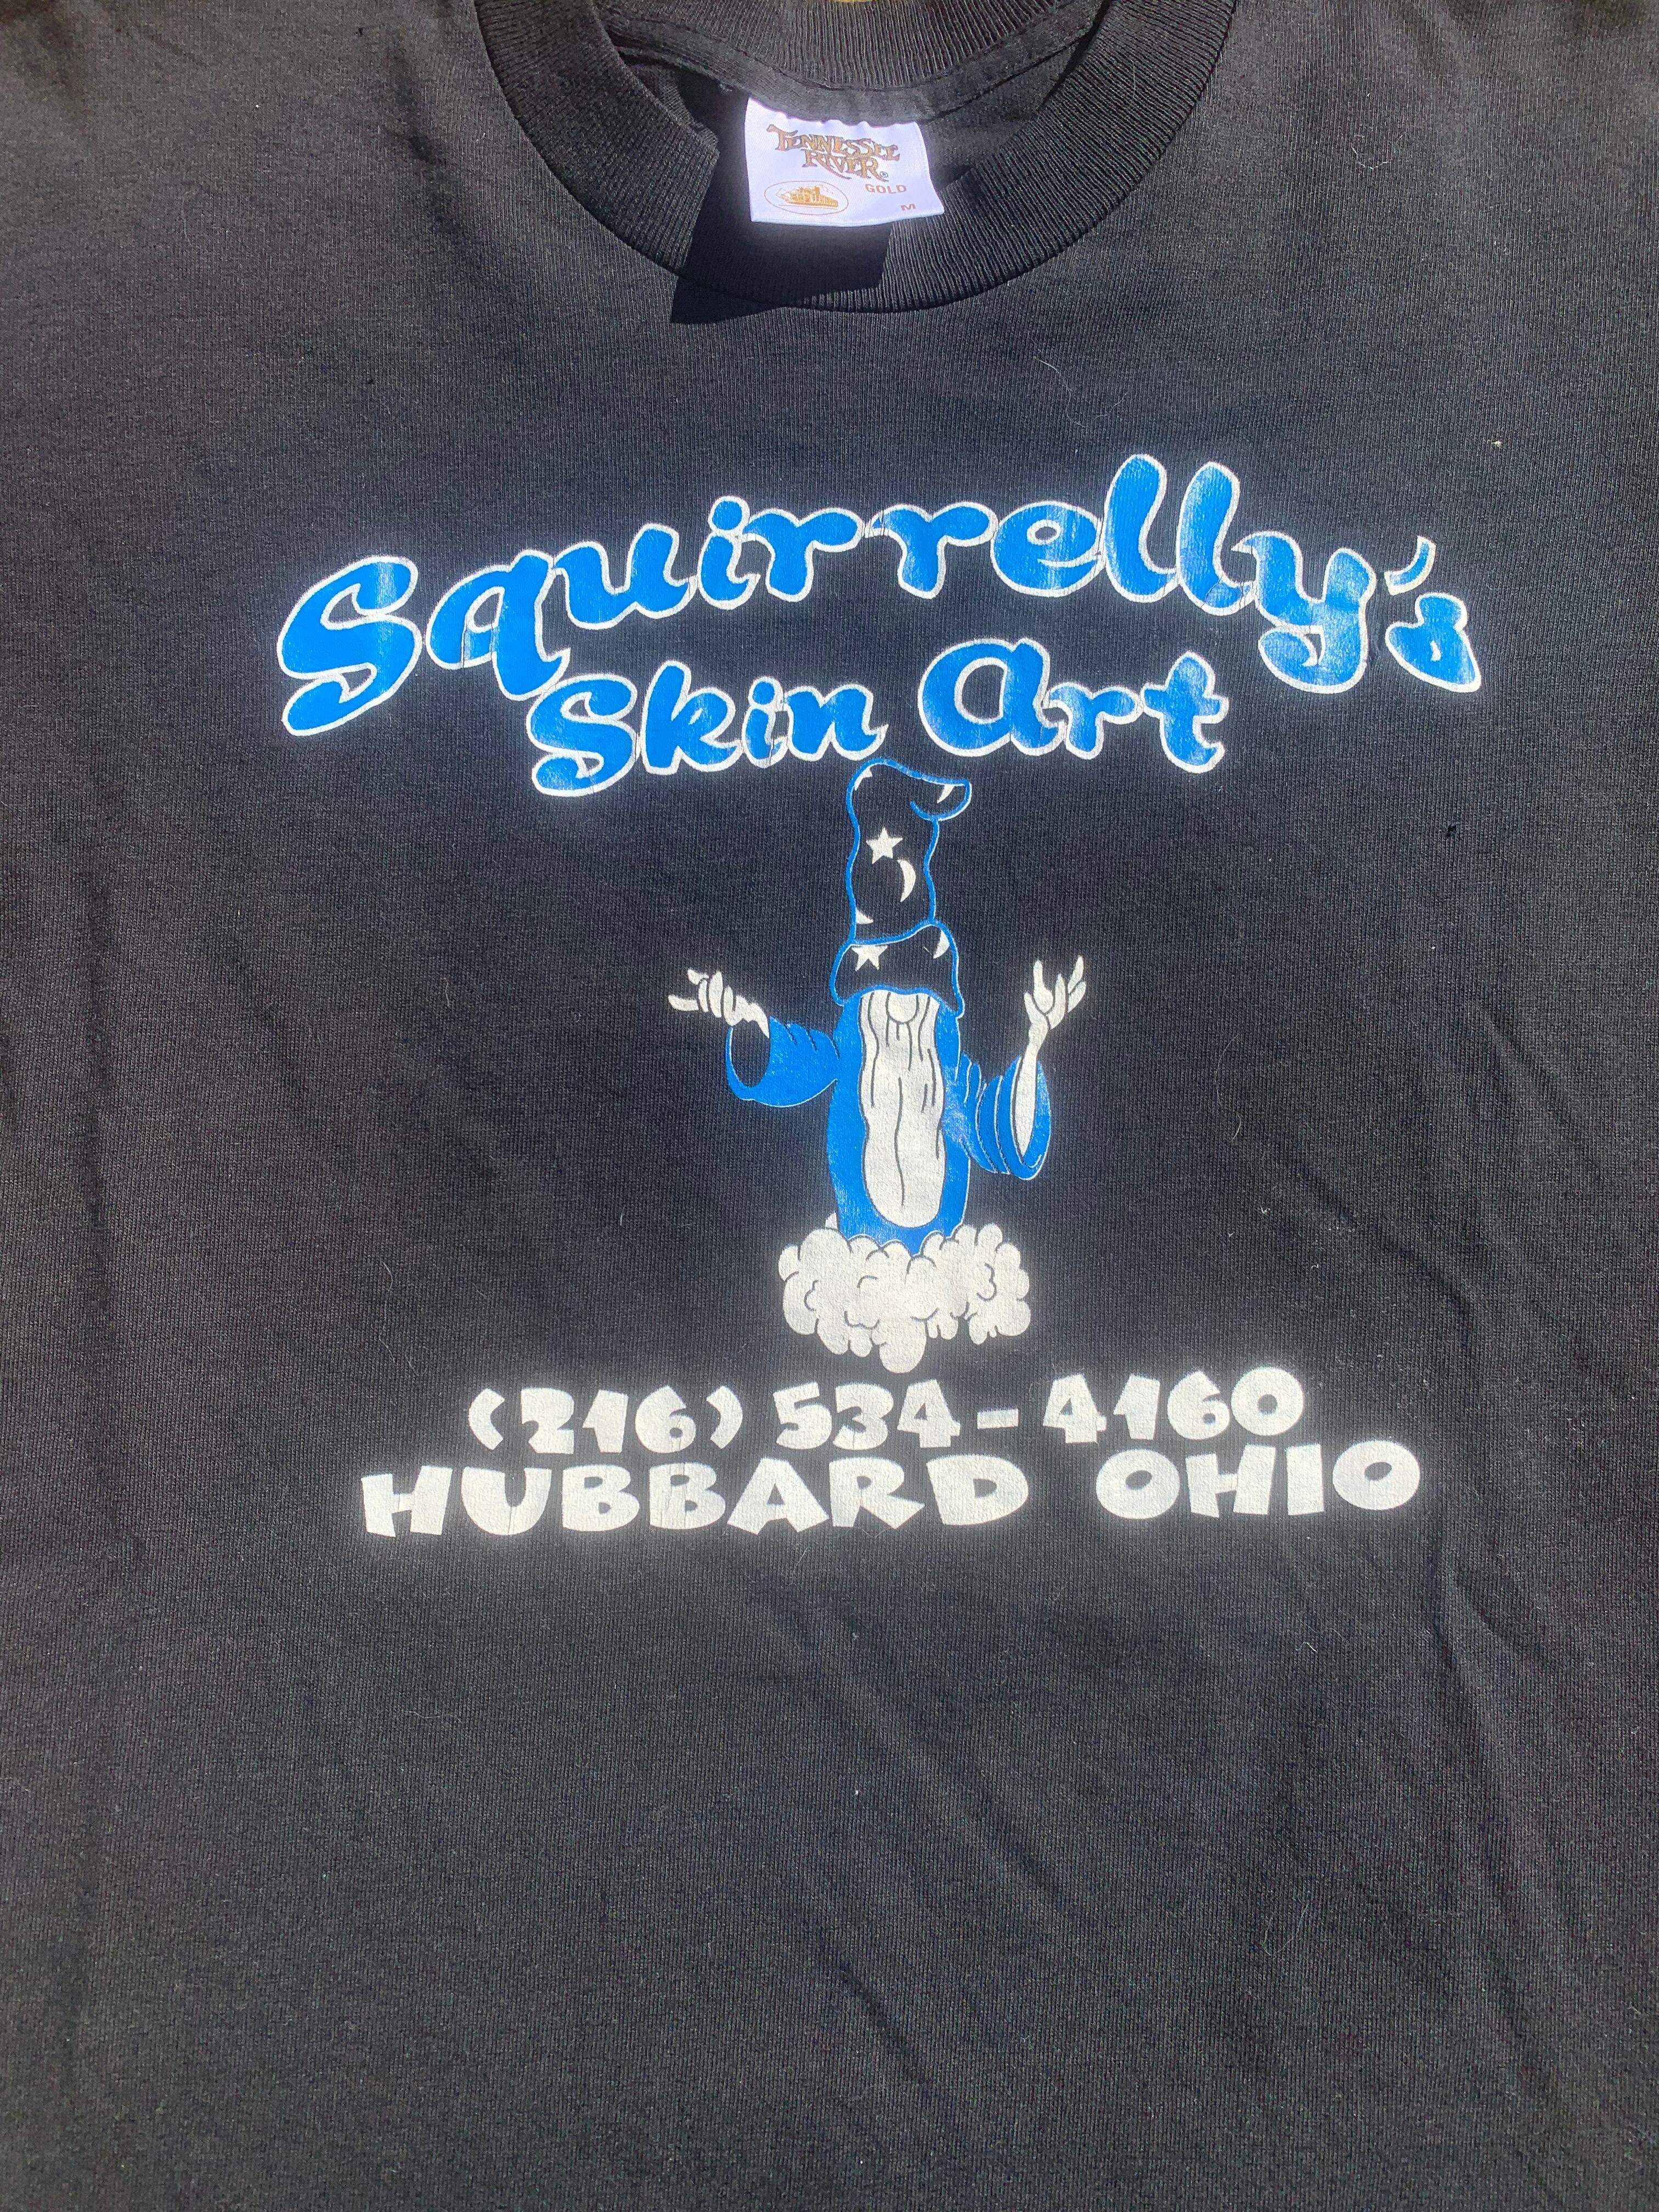 TENNESSEE
RIVER®
GOLD
M
Squirrelly's
Skin Art
(216) 534-4160
HUBBARD OHIO